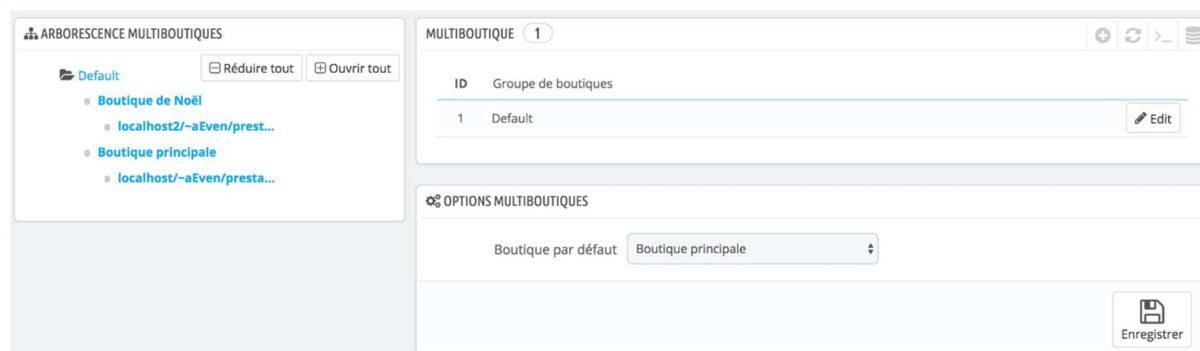 ARBORESCENCE MULTIBOUTIQUES
Réduire tout
Ouvrir tout
Default
Boutique de Noël
localhost2/~aEven/prest...
Boutique principale
localhost/~aEven/presta...
MULTIBOUTIQUE 1
ID Groupe de boutiques
1 Default Edit
OPTIONS MULTIBOUTIQUES
Boutique par défaut Boutique principale
Enregistrer